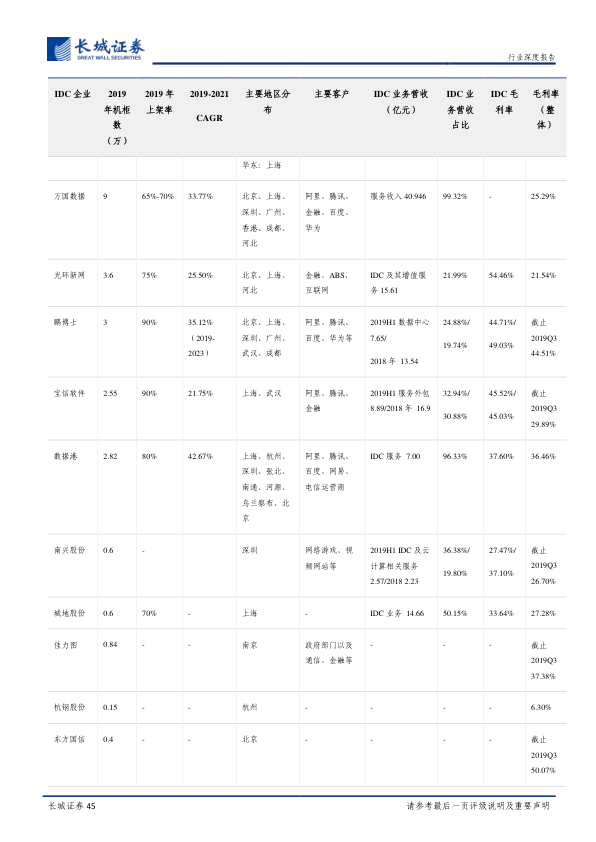 长城证券
GREAT WALL SECURITIES
行业深度报告
IDC 企业 2019 年机柜数（万） 2019 年上架率 2019-2021 CAGR 主要地区分布 主要客户 IDC 业务营收（亿元） IDC 业务营收占比 IDC 毛利率 毛利率（整体）
华东：上海
万国数据 9 65%-70% 33.77% 北京、上海、深圳、广州、香港、成都、河北 阿里、腾讯、金融、百度、华为 服务收入 40.946 99.32% - 25.29%
光环新网 3.6 75% 25.50% 北京、上海、河北 金融、ABS、互联网 IDC 及其增值服务 15.61 21.99% 54.46% 21.54%
鹏博士 3 90% 35.12%（2019-2023） 北京、上海、深圳、广州、武汉、成都 阿里、腾讯、百度、华为等 2019H1 数据中心 7.65/ 2018 年 13.54 24.88%/ 19.74% 44.71%/ 49.03% 截止 2019Q3 44.51%
宝信软件 2.55 90% 21.75% 上海、武汉 阿里、腾讯、金融 2019H1 服务外包 8.89/2018 年 16.9 32.94%/ 30.88% 45.52%/ 45.03% 截止 2019Q3 29.89%
数据港 2.82 80% 42.67% 上海、杭州、深圳、张北、南通、河源、乌兰察布、北京 阿里、腾讯、百度、网易、电信运营商 IDC 服务 7.00 96.33% 37.60% 36.46%
南兴股份 0.6 - 深圳 网络游戏、视频网站等 2019H1 IDC 及云计算相关服务 2.57/2018 2.23 36.38%/ 19.80% 27.47%/ 37.10% 截止 2019Q3 26.70%
城地股份 0.6 70% - 上海 - IDC 业务 14.66 50.15% 33.64% 27.28%
佳力图 0.84 - - 南京 政府部门以及通信、金融等 - - - 截止 2019Q3 37.38%
杭钢股份 0.15 - - 杭州 - - - - 6.30%
东方国信 0.4 - - 北京 - - - - 截止 2019Q3 50.07%
长城证券 45
请参考最后一页评级说明及重要声明